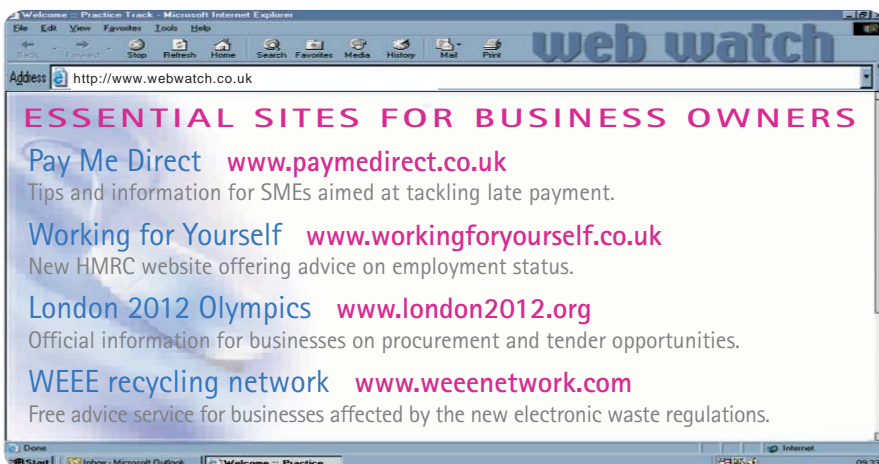 Welcome :: Practice Track - Microsoft Internet Explorer
File Edit View Favorites Tools Help
Back Forward Stop Refresh Home Search Favorites Media History Mail Print
web watch
Address http://www.webwatch.co.uk
ESSENTIAL SITES FOR BUSINESS OWNERS
Pay Me Direct www.paymedirect.co.uk
Tips and information for SMEs aimed at tackling late payment.
Working for Yourself www.workingforyourself.co.uk
New HMRC website offering advice on employment status.
London 2012 Olympics www.london2012.org
Official information for businesses on procurement and tender opportunities.
WEEE recycling network www.weeenetwork.com
Free advice service for businesses affected by the new electronic waste regulations.
Done Internet
Start Inbox - Microsoft Outlook Welcome :: Practice 09:33